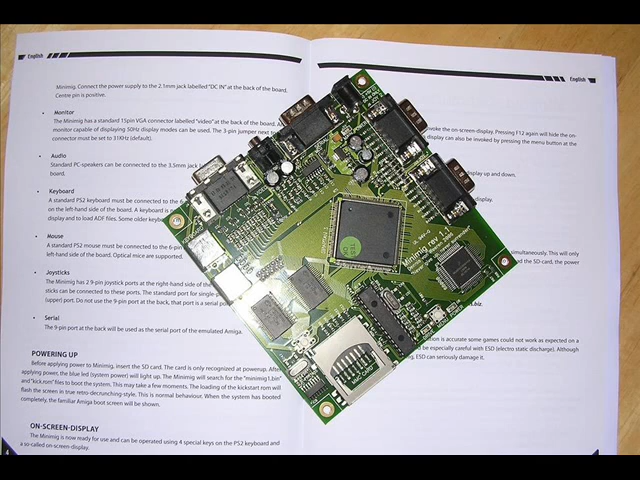 English
Minimig. Connect the power supply to the 2.1mm jack labelled "DC IN" at the back of the board.
Centre pin is positive.
• Monitor
The Minimig has a standard 15pin VGA connector labelled "video" at the back of the board. A
monitor capable of displaying 50Hz display modes can be used. The 3-pin jumper next to
connector must be set to 31KHz (default).
• Audio
Standard PC-speakers can be connected to the 3.5mm jack
• Keyboard
A standard PS2 keyboard must be connected to the 6-p
on the left-hand side of the board. A keyboard is
display and to load ADF files. Some older keyb
• Mouse
A standard PS2 mouse must be connected to the 6-pin
left-hand side of the board. Optical mice are supported.
• Joysticks
The Minimig has 2 9-pin joystick ports at the right-hand side of the
sticks can be connected to these ports. The standard port for single-p
(upper) port. Do not use the 9-pin port at the back, that port is a serial
• Serial
The 9-pin port at the back will be used as the serial port of the emulated Amiga.
POWERING UP
Before applying power to Minimig, insert the SD card. The card is only recognized at powerup. After
applying power, the blue led (system power) will light up. The Minimig will search for the "minimig1.bin"
and "kick.rom" files to boot the system. This may take a few moments. The loading of the kickstart rom will
flash the screen in true retro-decrunching-style. This is normal behaviour. When the system has booted
completely, the familiar Amiga boot screen will be shown.
ON-SCREEN-DISPLAY
The Minimig is now ready for use and can be operated using 4 special keys on the PS2 keyboard and
a so-called on-screen-display.
4
English
nvoke the on-screen-display. Pressing F12 again will hide the on-
can also be invoked by pressing the menu button at the
display up and down.
simultaneously. This will only
the SD-card, the power
.biz.
ation is accurate some games could not work as expected on a
be especially careful with ESD (electro static discharge). Although
, ESD can seriously damage it.
Minimig rev 1.1
MMC CARD